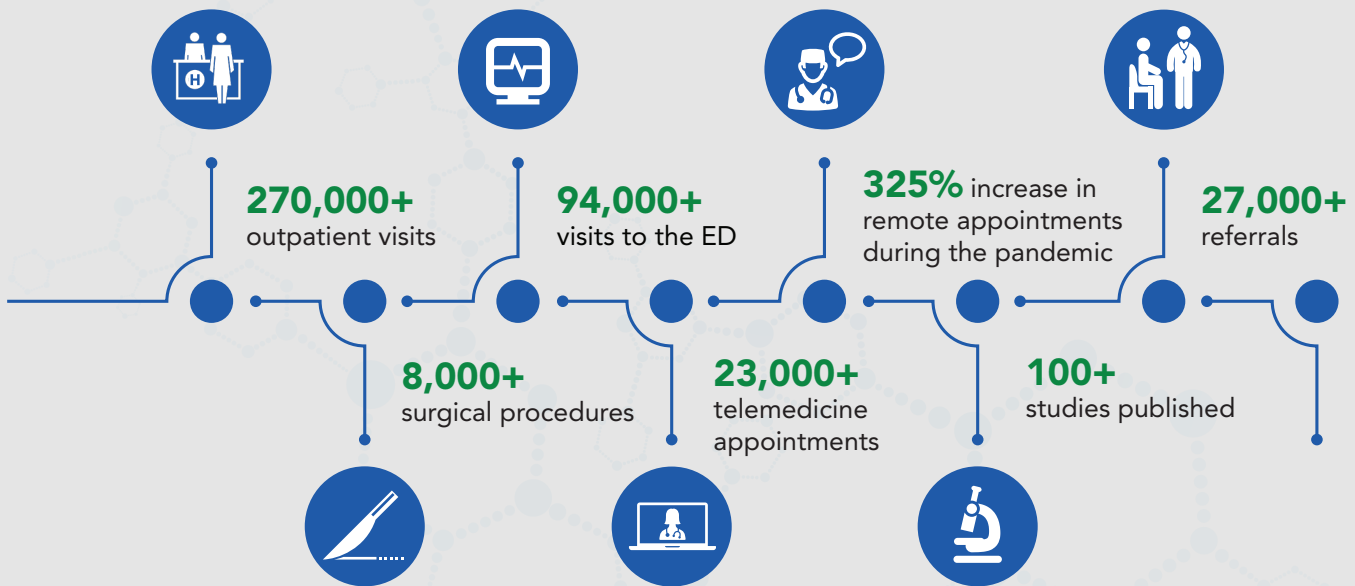 270,000+
outpatient visits
8,000+
surgical procedures
94,000+
visits to the ED
23,000+
telemedicine
appointments
325% increase in
remote appointments
during the pandemic
100+
studies published
27,000+
referrals
H